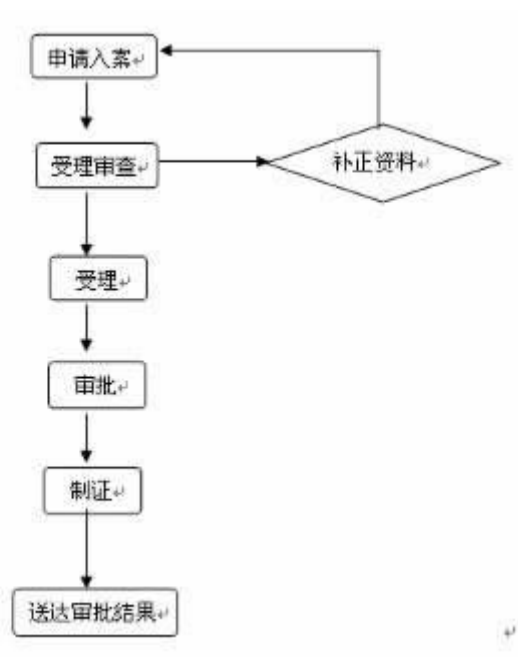 申请入案
受理审查
补正资料
受理
审批
制证
送达审批结果